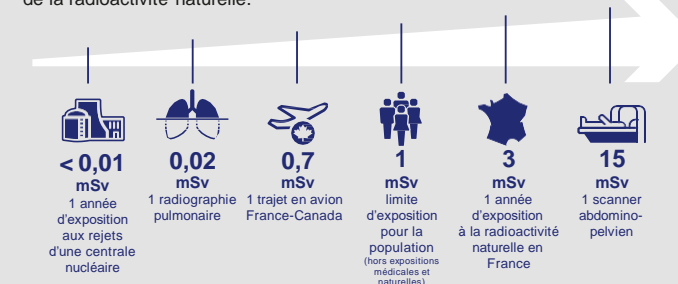 de la radioactivité naturelle.
< 0,01
mSv
1 année
d'exposition
aux rejets
d'une centrale
nucléaire
0,02
mSv
1 radiographie
pulmonaire
0,7
mSv
1 trajet en avion
France-Canada
1
mSv
limite
d'exposition
pour la
population
(hors expositions
médicales et
naturelles)
3
mSv
1 année
d'exposition
à la radioactivité
naturelle en
France
15
mSv
1 scanner
abdomino-
pelvien